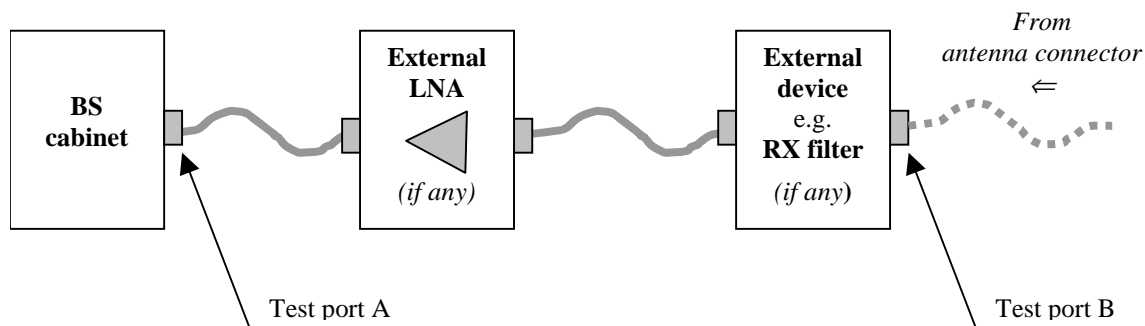 BS
cabinet
External
LNA
(if any)
External
device
e.g.
RX filter
(if any)
From
antenna connector
⇐
Test port A
Test port B